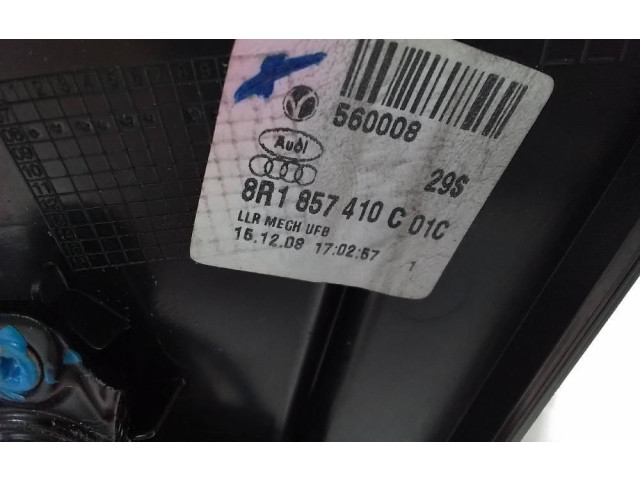 560008
Audi
29S
8R1 857 410 C 01C
LLR MECH UFB
15.12.08 17:02:57
1